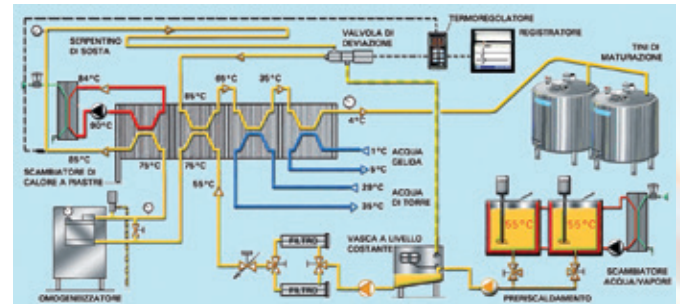 TERMOREGOLATORE
VALVOLA DI
DEVIAZIONE
REGISTRATORE
SERPENTINO
DI SOSTA
TINI DI
MATURAZIONE
84°C
65°C
35°C
85°C
90°C
4°C
1°C
ACQUA
GELIDA
5°C
85°C
75°C
75°C
55°C
29°C
ACQUA
DI TORRE
35°C
SCAMBIATORE DI
CALORE A PIASTRE
FILTRO
VASCA A LIVELLO
COSTANTE
55°C
55°C
FILTRO
SCAMBIATORE
ACQUA/VAPORE
OMOGENEIZZATORE
PRERISCALDAMENTO